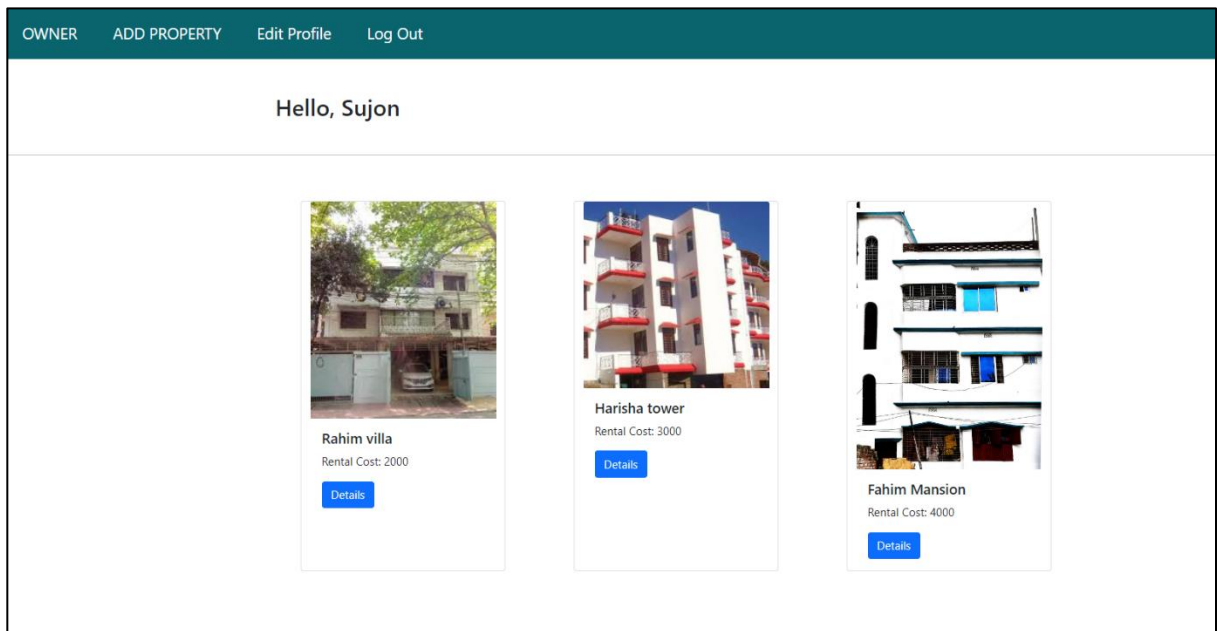 OWNER ADD PROPERTY Edit Profile Log Out
Hello, Sujon
Rahim villa
Rental Cost: 2000
Details
Harisha tower
Rental Cost: 3000
Details
Fahim Mansion
Rental Cost: 4000
Details